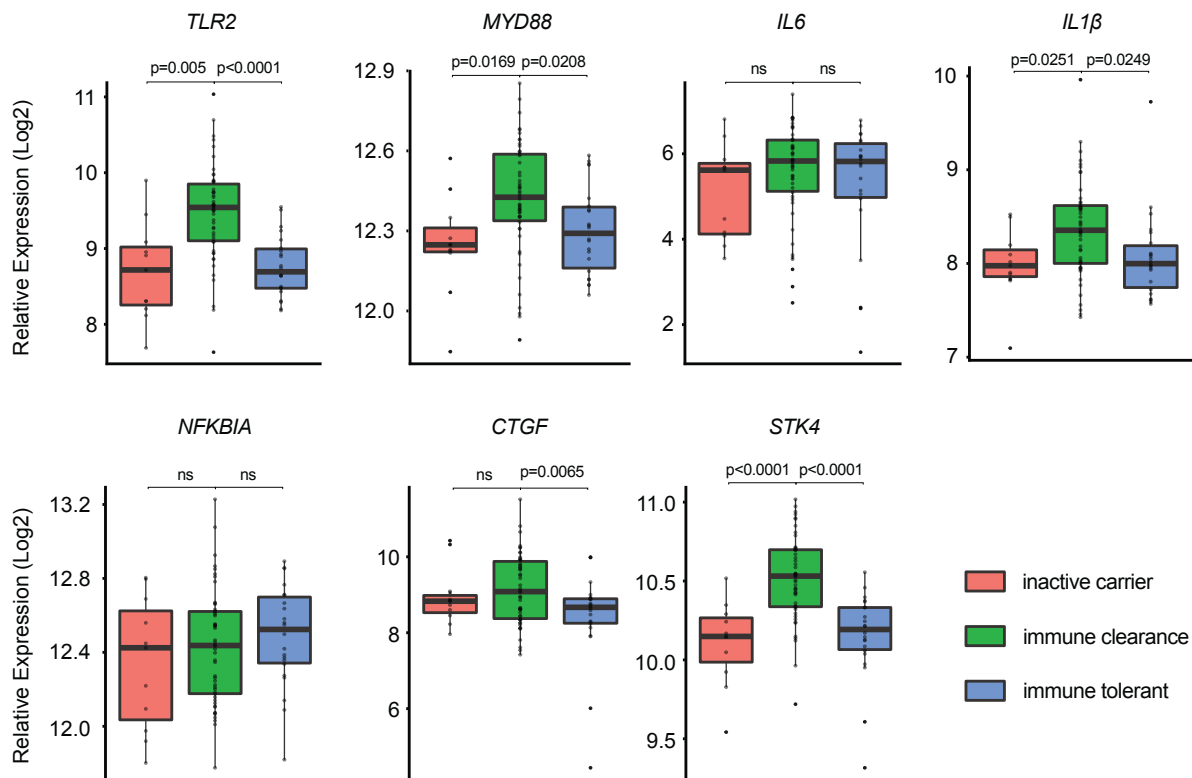 TLR2
MYD88
IL6
IL1β
p=0.005 p<0.0001
p=0.0169 p=0.0208
ns ns
p=0.0251 p=0.0249
Relative Expression (Log2)
11
10
9
8
12.9
12.6
12.3
12.0
6
4
2
10
9
8
7
NFKBIA
CTGF
STK4
ns ns
ns p=0.0065
p<0.0001 p<0.0001
Relative Expression (Log2)
13.2
12.8
12.4
12.0
10
8
6
11.0
10.5
10.0
9.5
inactive carrier
immune clearance
immune tolerant